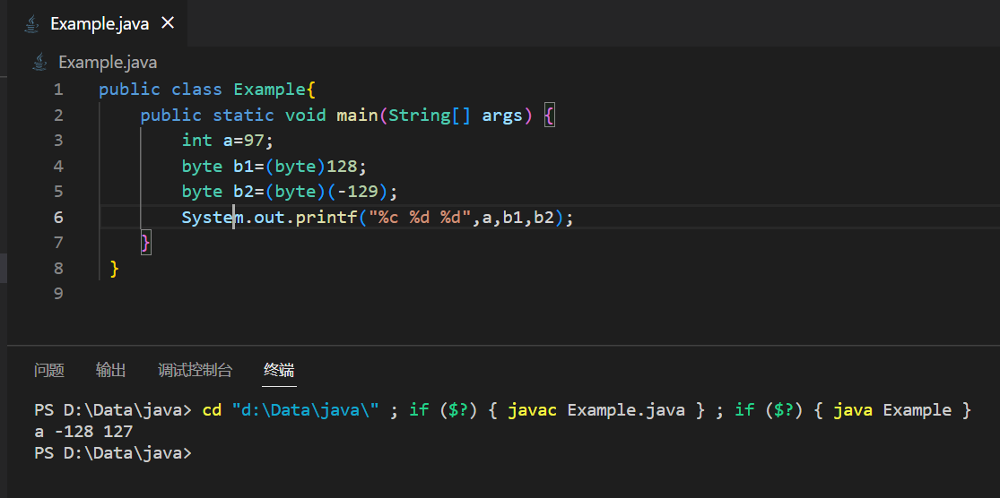 Example.java
Example.java
1 public class Example{
2 public static void main(String[] args) {
3 int a=97;
4 byte b1=(byte)128;
5 byte b2=(byte)(-129);
6 System.out.printf("%c %d %d",a,b1,b2);
7 }
8 }
9
问题 输出 调试控制台 终端
PS D:\Data\java> cd "d:\Data\java\" ; if ($?) { javac Example.java } ; if ($?) { java Example }
a -128 127
PS D:\Data\java>